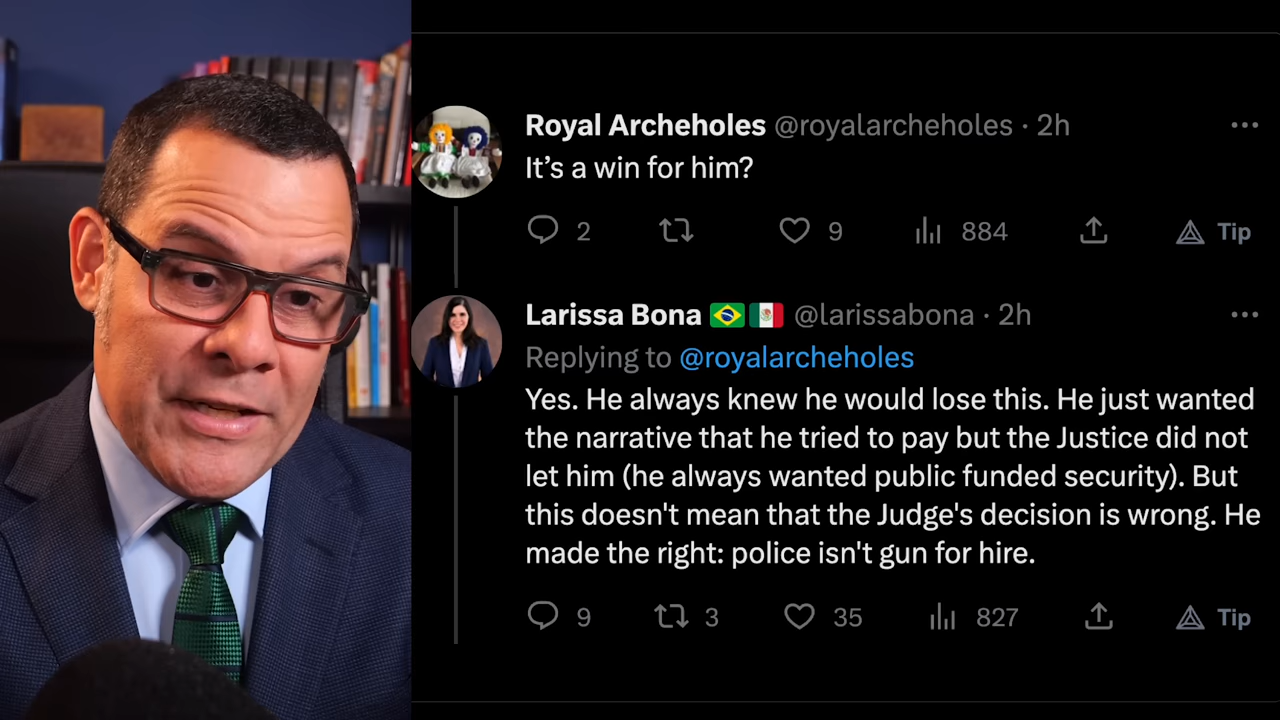 Royal Archeholes @royalarcheholes · 2h
It's a win for him?
2 9 884 Tip
Larissa Bona 🇧🇷🇲🇽 @larissabona · 2h
Replying to @royalarcheholes
Yes. He always knew he would lose this. He just wanted
the narrative that he tried to pay but the Justice did not
let him (he always wanted public funded security). But
this doesn't mean that the Judge's decision is wrong. He
made the right: police isn't gun for hire.
9 3 35 827 Tip